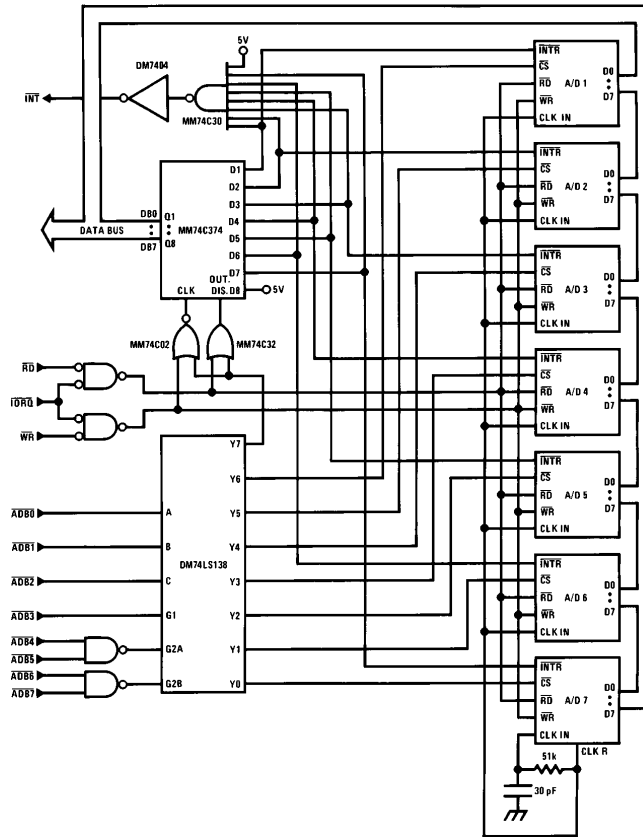 5V
DM7404
INT
MM74C30
D1
D2
DB0
Q1
D3
MM74C374
D4
DATA BUS
DB7
Q8
D5
D6
OUT.
D7
CLK
DIS.
D8
5V
MM74C02
MM74C32
RD
IORQ
WR
Y7
Y6
ADB0
A
Y5
ADB1
B
Y4
DM74LS138
ADB2
C
Y3
ADB3
G1
Y2
ADB4
ADB5
G2A
Y1
ADB6
ADB7
G2B
Y0
INTR
CS
D0
RD
A/D 1
D7
WR
CLK IN
INTR
CS
D0
RD
A/D 2
D7
WR
CLK IN
INTR
CS
D0
RD
A/D 3
D7
WR
CLK IN
INTR
CS
D0
RD
A/D 4
D7
WR
CLK IN
INTR
CS
D0
RD
A/D 5
D7
WR
CLK IN
INTR
CS
D0
RD
A/D 6
D7
WR
CLK IN
INTR
CS
D0
RD
A/D 7
D7
WR
CLK IN
CLK R
51k
30 pF